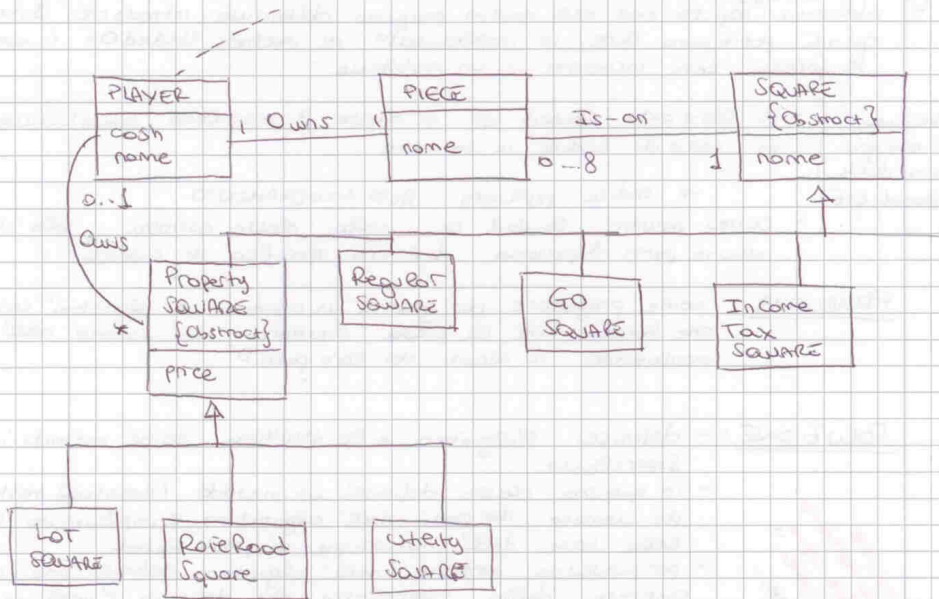 PLAYER
cash
name
1 Owns 1
PIECE
name
Is-on
0...8
1
SQUARE
{Abstract}
name
0..1
Owns
*
Property
SQUARE
{Abstract}
price
Regular
SQUARE
GO
SQUARE
Income
Tax
SQUARE
LOT
SQUARE
RaileRoad
Square
Utility
SQUARE